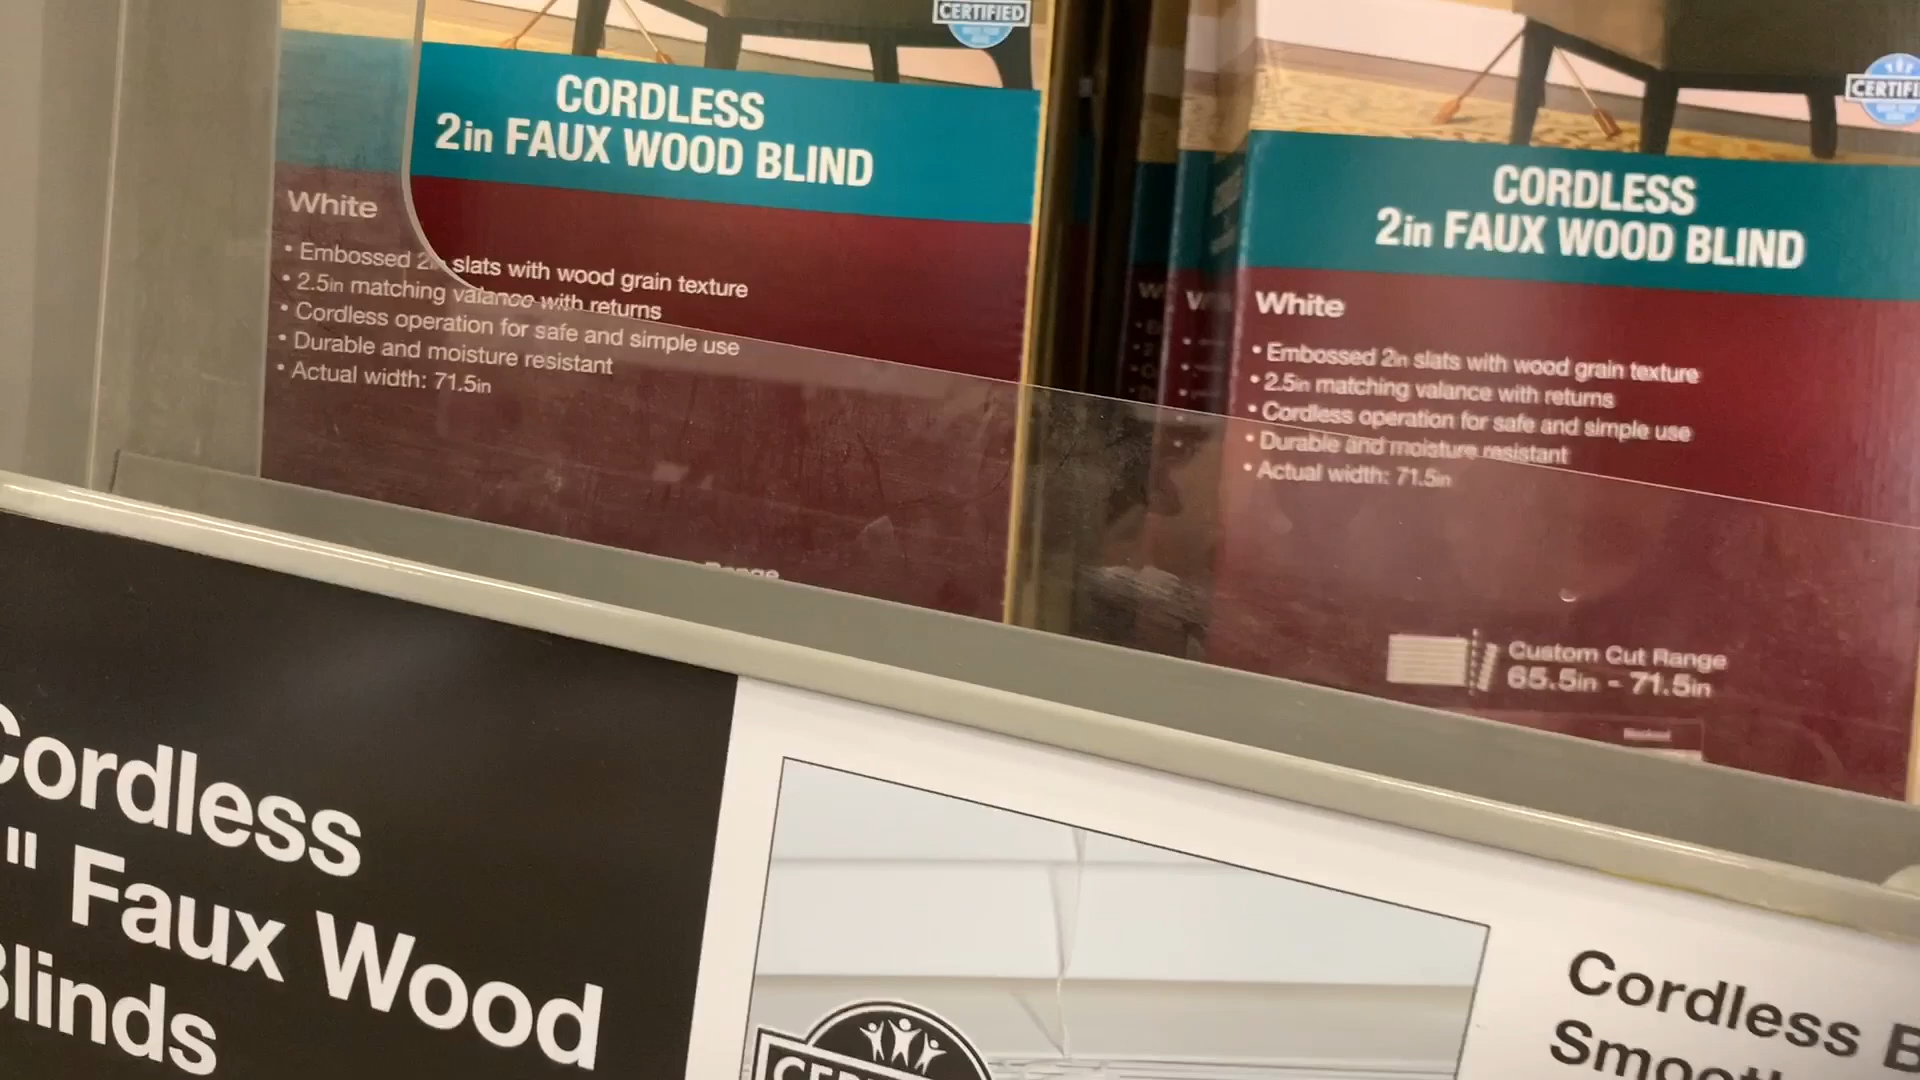 CERTIFIED
CORDLESS
2in FAUX WOOD BLIND
White
• Embossed 2in slats with wood grain texture
• 2.5in matching valance with returns
• Cordless operation for safe and simple use
• Durable and moisture resistant
• Actual width: 71.5in
CORDLESS
2in FAUX WOOD BLIND
White
• Embossed 2in slats with wood grain texture
• 2.5in matching valance with returns
• Cordless operation for safe and simple use
• Durable and moisture resistant
• Actual width: 71.5in
Custom Cut Range
65.5in - 71.5in
Cordless
" Faux Wood
Blinds
Cordless